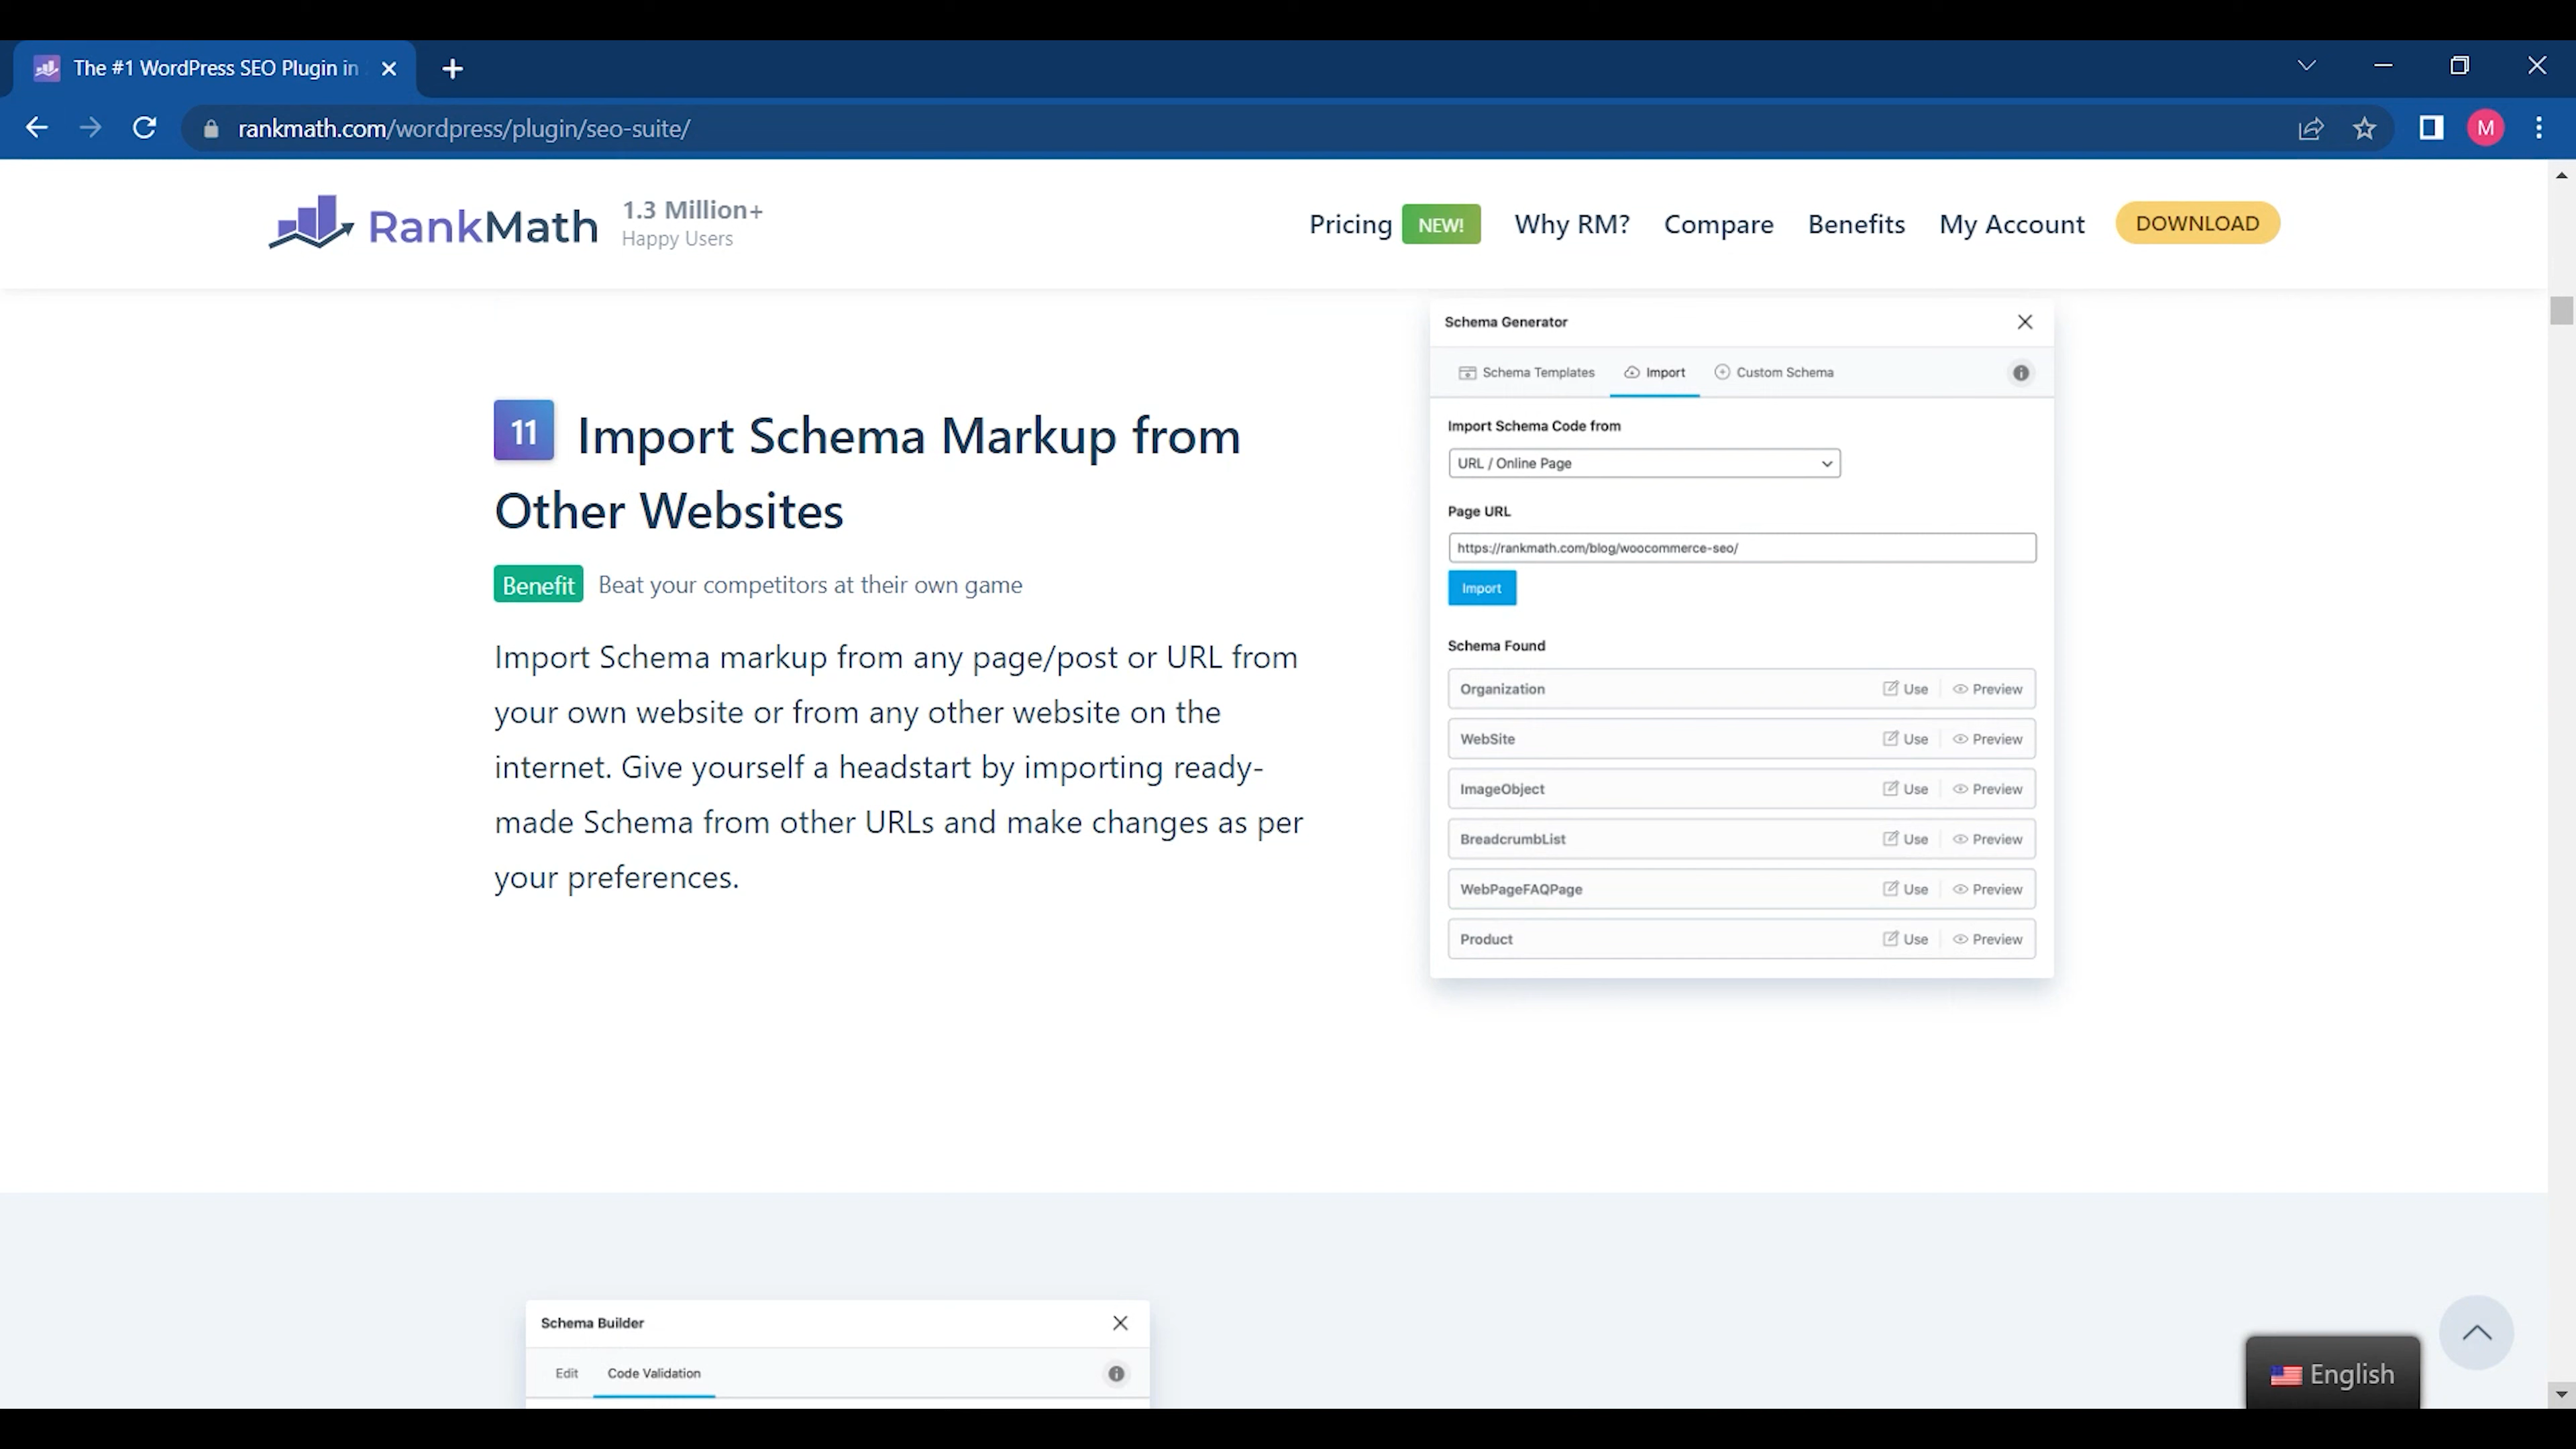 The #1 WordPress SEO Plugin in
rankmath.com/wordpress/plugin/seo-suite/
M
RankMath
1.3 Million+
Happy Users
Pricing NEW! Why RM? Compare Benefits My Account DOWNLOAD
11 Import Schema Markup from
Other Websites
Benefit Beat your competitors at their own game
Import Schema markup from any page/post or URL from
your own website or from any other website on the
internet. Give yourself a headstart by importing ready-
made Schema from other URLs and make changes as per
your preferences.
Schema Generator
Schema Templates Import Custom Schema
Import Schema Code from
URL / Online Page
Page URL
https://rankmath.com/blog/woocommerce-seo/
Import
Schema Found
Organization Use Preview
WebSite Use Preview
ImageObject Use Preview
BreadcrumbList Use Preview
WebPageFAQPage Use Preview
Product Use Preview
Schema Builder
Edit Code Validation
English